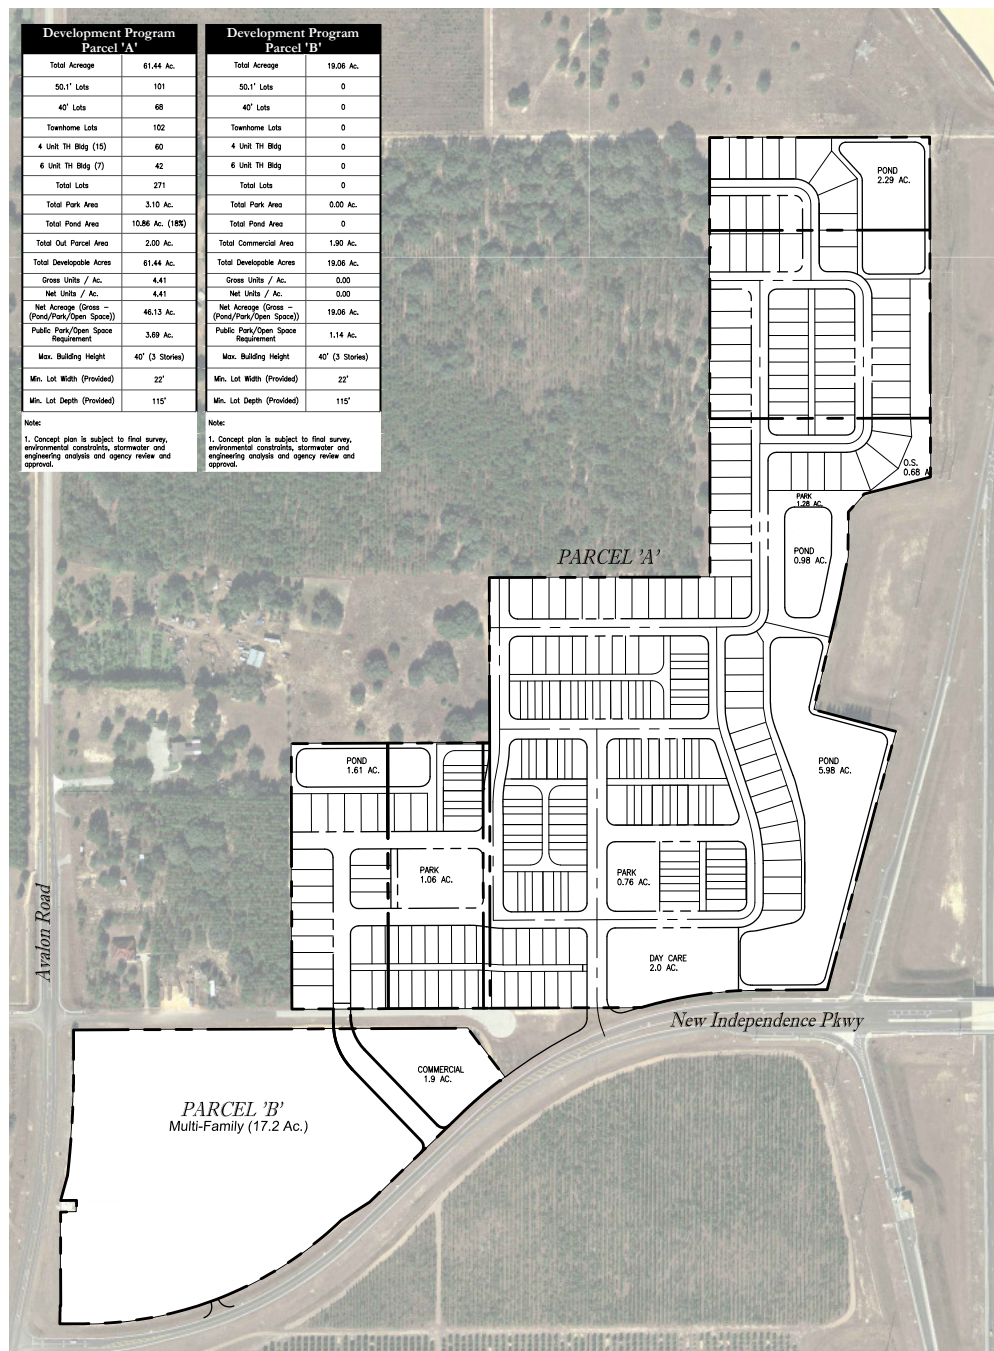 Development Program
Parcel 'A'
Total Acreage 61.44 Ac.
50.1' Lots 101
40' Lots 68
Townhome Lots 102
4 Unit TH Bldg (15) 60
6 Unit TH Bldg (7) 42
Total Lots 271
Total Park Area 3.10 Ac.
Total Pond Area 10.86 Ac. (18%)
Total Out Parcel Area 2.00 Ac.
Total Developable Acres 61.44 Ac.
Gross Units / Ac. 4.41
Net Units / Ac. 4.41
Net Acreage (Gross –
(Pond/Park/Open Space)) 46.13 Ac.
Public Park/Open Space
Requirement 3.69 Ac.
Max. Building Height 40' (3 Stories)
Min. Lot Width (Provided) 22'
Min. Lot Depth (Provided) 115'
Note:
1. Concept plan is subject to final survey,
environmental constraints, stormwater and
engineering analysis and agency review and
approval.
Development Program
Parcel 'B'
Total Acreage 19.06 Ac.
50.1' Lots 0
40' Lots 0
Townhome Lots 0
4 Unit TH Bldg 0
6 Unit TH Bldg 0
Total Lots 0
Total Park Area 0.00 Ac.
Total Pond Area 0
Total Commercial Area 1.90 Ac.
Total Developable Acres 19.06 Ac.
Gross Units / Ac. 0.00
Net Units / Ac. 0.00
Net Acreage (Gross –
(Pond/Park/Open Space)) 19.06 Ac.
Public Park/Open Space
Requirement 1.14 Ac.
Max. Building Height 40' (3 Stories)
Min. Lot Width (Provided) 22'
Min. Lot Depth (Provided) 115'
Note:
1. Concept plan is subject to final survey,
environmental constraints, stormwater and
engineering analysis and agency review and
approval.
POND
2.29 AC.
O.S.
0.68 A
PARK
1.28 AC.
POND
0.98 AC.
PARCEL 'A'
POND
1.61 AC.
POND
5.98 AC.
PARK
1.06 AC.
PARK
0.76 AC.
Avalon Road
DAY CARE
2.0 AC.
New Independence Pkwy
COMMERCIAL
1.9 AC.
PARCEL 'B'
Multi-Family (17.2 Ac.)